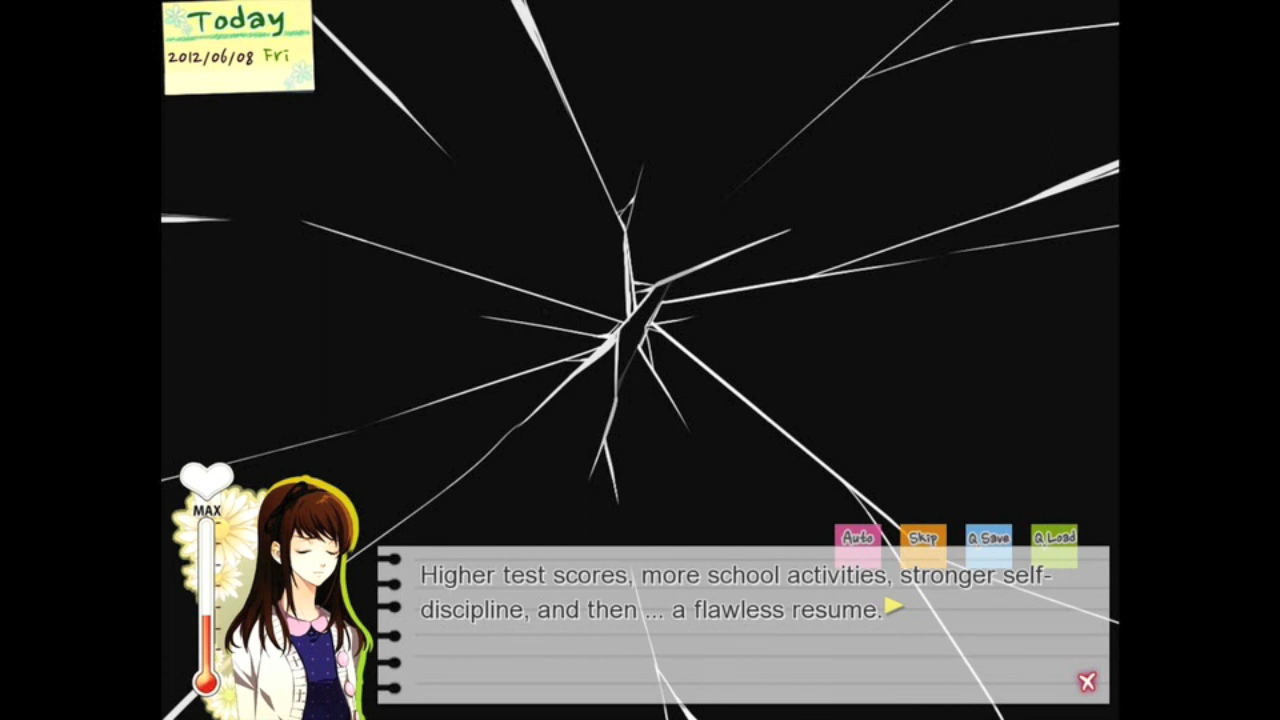 Today
2012/06/08 Fri
MAX
Auto
Skip
Q.Save
Q.Load
Higher test scores, more school activities, stronger self-
discipline, and then ... a flawless resume.